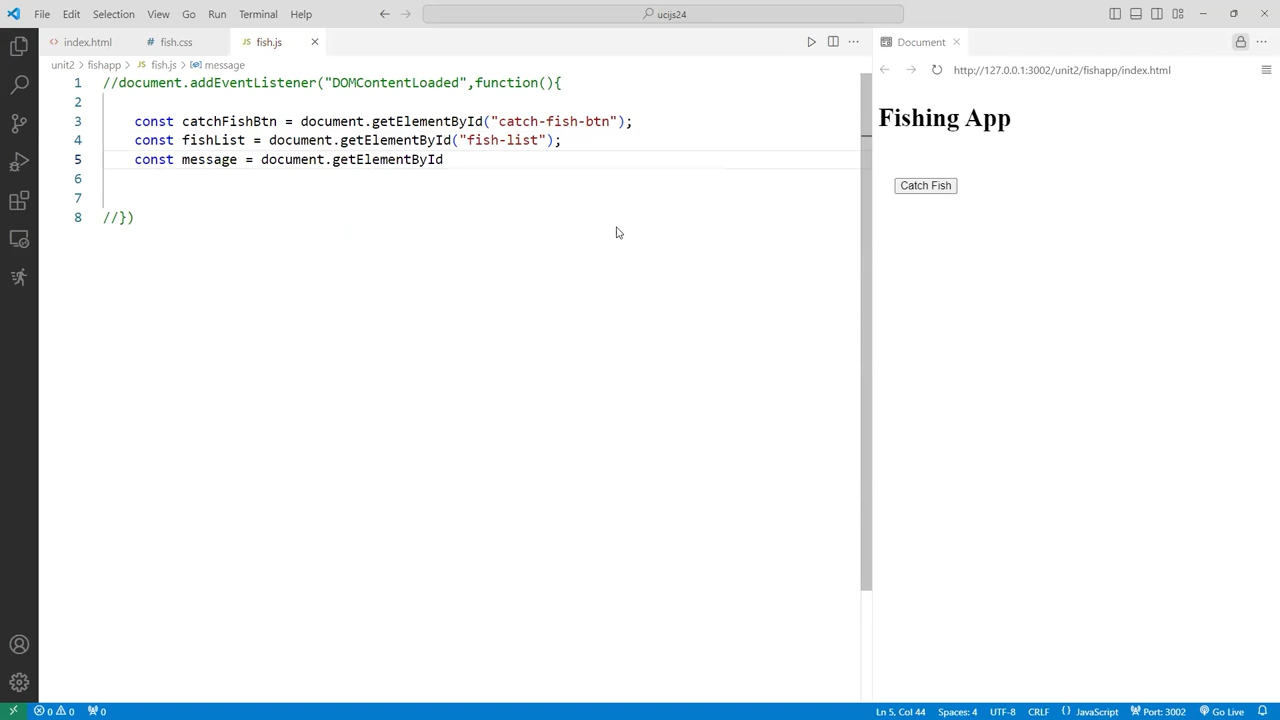 File Edit Selection View Go Run Terminal Help
ucijs24
<> index.html
# fish.css
JS fish.js
Document
unit2 > fishapp > JS fish.js > message
http://127.0.0.1:3002/unit2/fishapp/index.html
1 //document.addEventListener("DOMContentLoaded",function(){
2
3 const catchFishBtn = document.getElementById("catch-fish-btn");
4 const fishList = document.getElementById("fish-list");
5 const message = document.getElementById
6
7
8 //})
Fishing App
Catch Fish
0 0 0
Ln 5, Col 44 Spaces: 4 UTF-8 CRLF {} JavaScript Port: 3002 Go Live